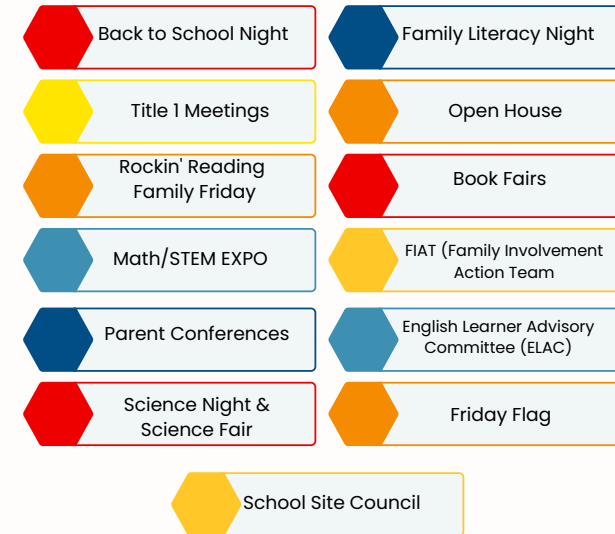 Back to School Night
Family Literacy Night
Title 1 Meetings
Open House
Rockin' Reading
Family Friday
Book Fairs
Math/STEM EXPO
FIAT (Family Involvement
Action Team
Parent Conferences
English Learner Advisory
Committee (ELAC)
Science Night &
Science Fair
Friday Flag
School Site Council